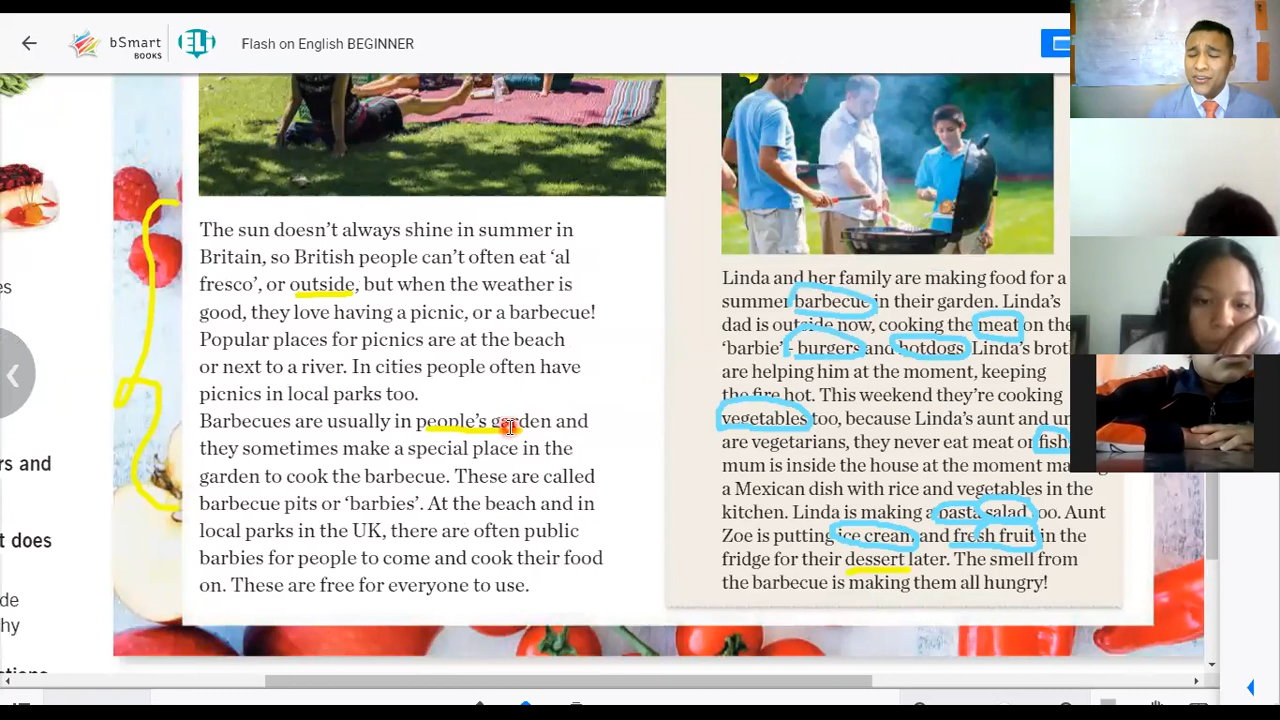 bSmart
BOOKS
ELi
Flash on English BEGINNER
The sun doesn't always shine in summer in
Britain, so British people can't often eat 'al
fresco', or outside, but when the weather is
good, they love having a picnic, or a barbecue!
Popular places for picnics are at the beach
or next to a river. In cities people often have
picnics in local parks too.
Barbecues are usually in people's garden and
they sometimes make a special place in the
garden to cook the barbecue. These are called
barbecue pits or 'barbies'. At the beach and in
local parks in the UK, there are often public
barbies for people to come and cook their food
on. These are free for everyone to use.
Linda and her family are making food for a
summer barbecue in their garden. Linda's
dad is outside now, cooking the meat on the
'barbie' - burgers and hotdogs. Linda's
are helping him at the moment, keeping
the fire hot. This weekend they're cooking
vegetables too, because Linda's aunt and
are vegetarians, they never eat meat or fish.
mum is inside the house at the moment
a Mexican dish with rice and vegetables in the
kitchen. Linda is making a pasta salad too. Aunt
Zoe is putting ice cream and fresh fruit in the
fridge for their dessert later. The smell from
the barbecue is making them all hungry!
es
rs and
t does
de
hy